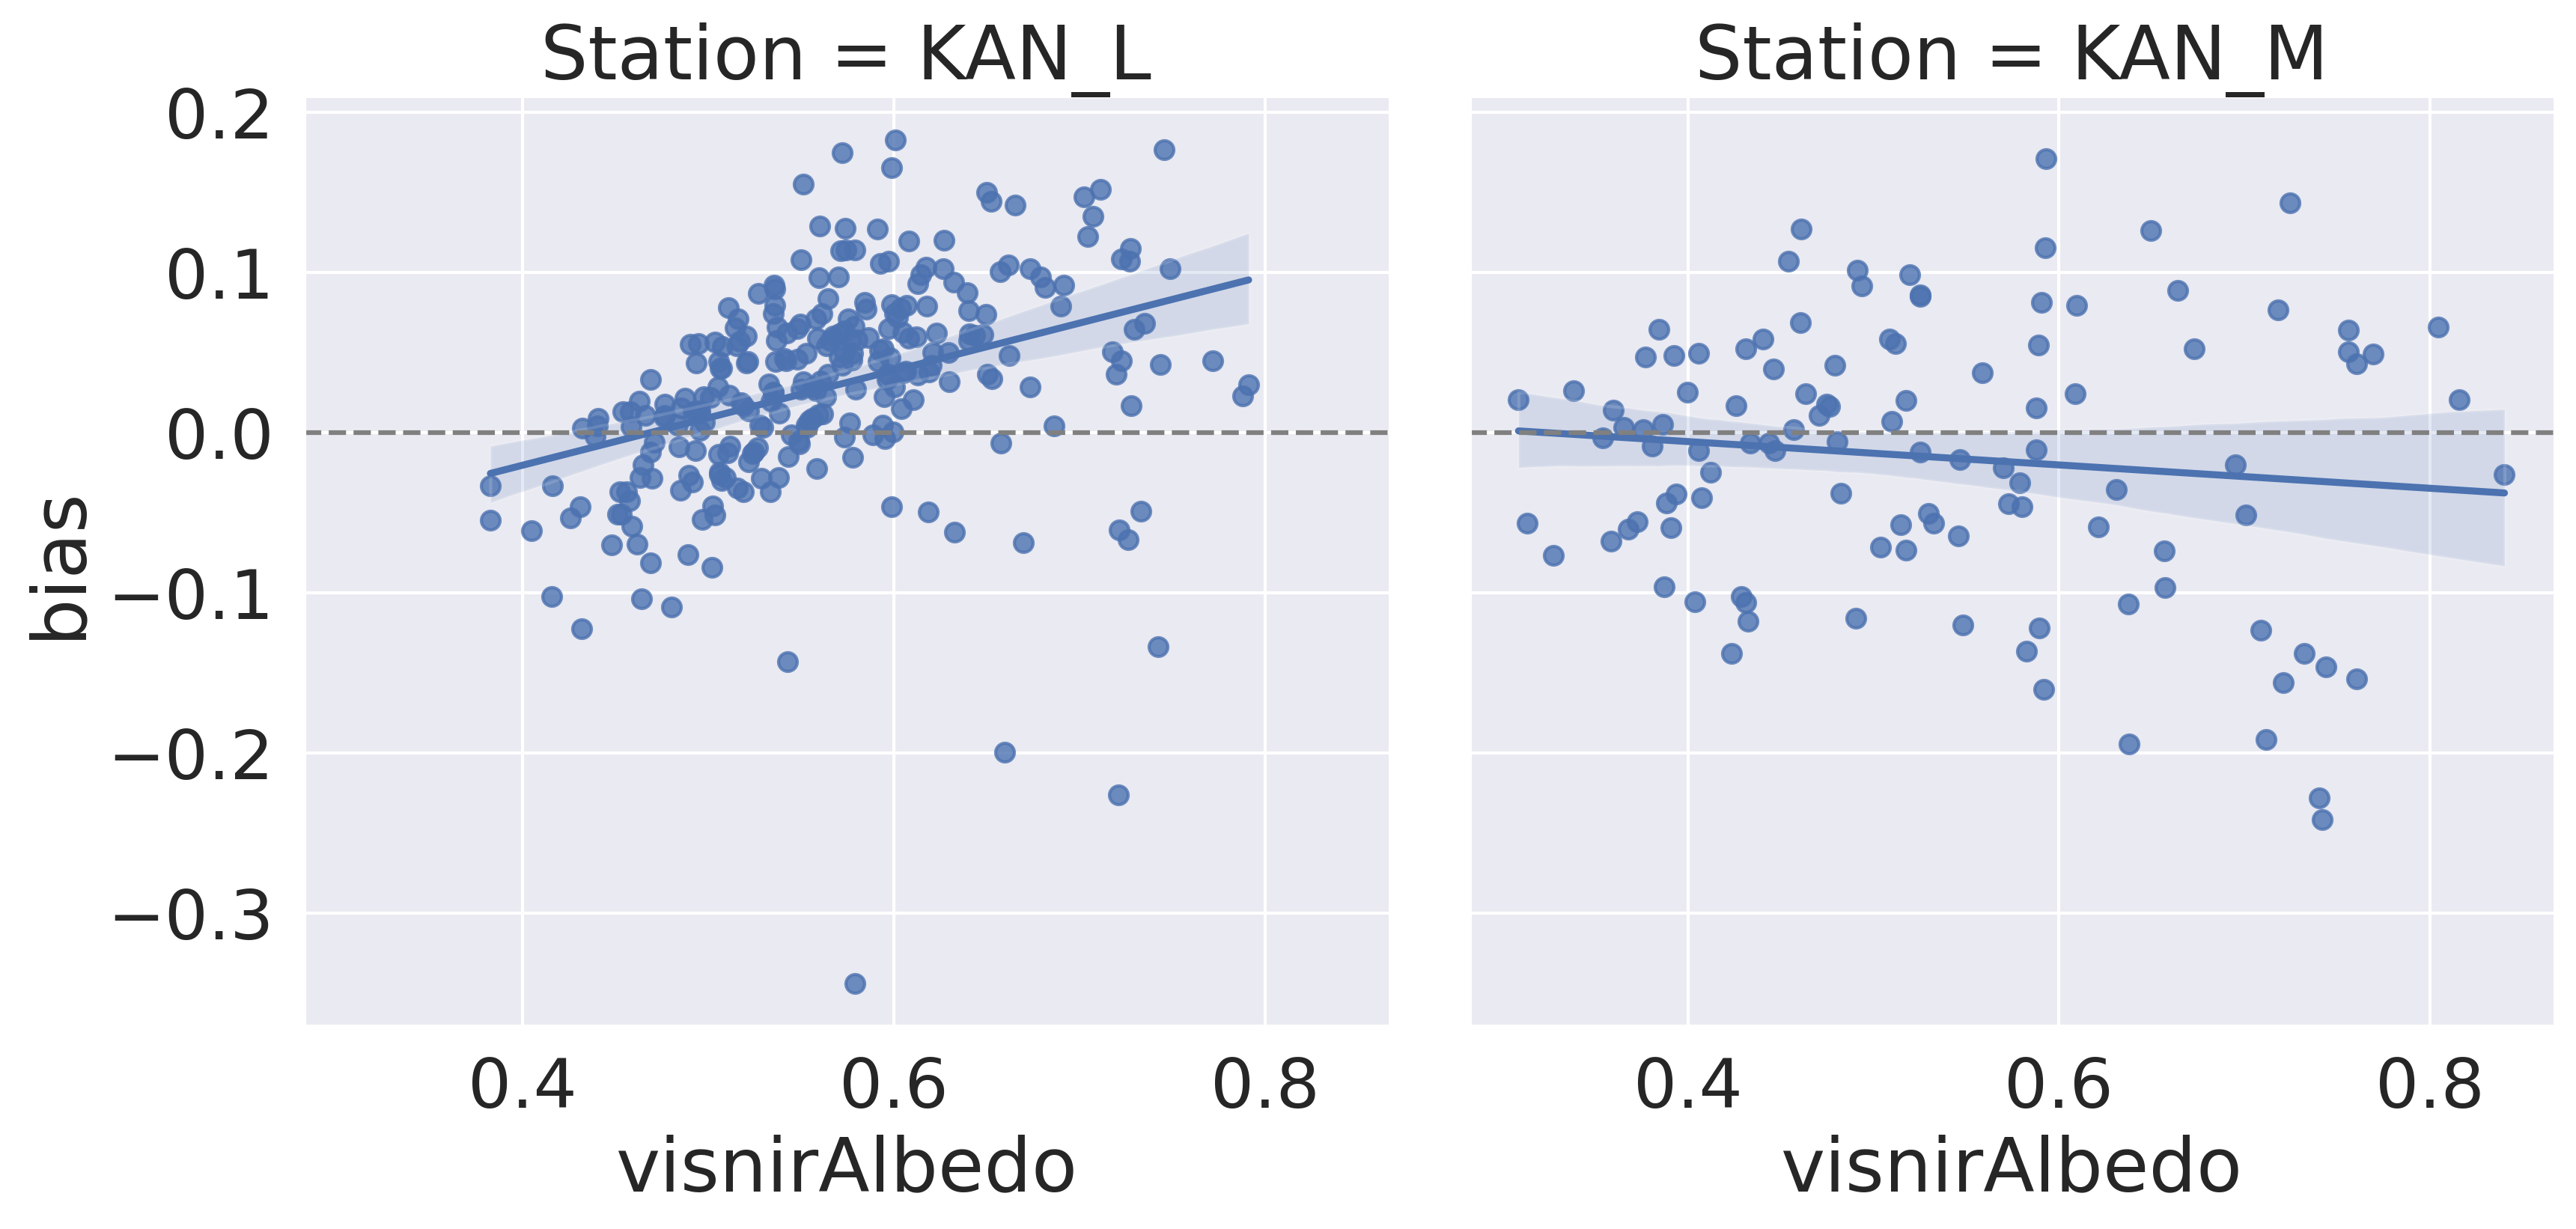 Station = KAN_L
Station = KAN_M
0.2
0.1
0.0
−0.1
−0.2
−0.3
bias
0.4 0.6 0.8
0.4 0.6 0.8
visnirAlbedo
visnirAlbedo